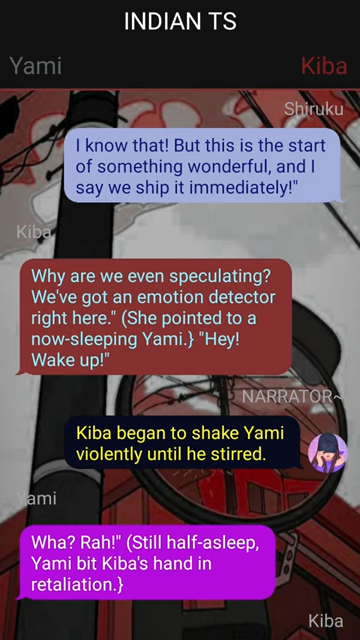 INDIAN TS
Yami
Kiba
Shiruku
I know that! But this is the start
of something wonderful, and I
say we ship it immediately!"
Kiba
Why are we even speculating?
We've got an emotion detector
right here." (She pointed to a
now-sleeping Yami.} "Hey!
Wake up!"
NARRATOR~
Kiba began to shake Yami
violently until he stirred.
Yami
Wha? Rah!" (Still half-asleep,
Yami bit Kiba's hand in
retaliation.}
Kiba